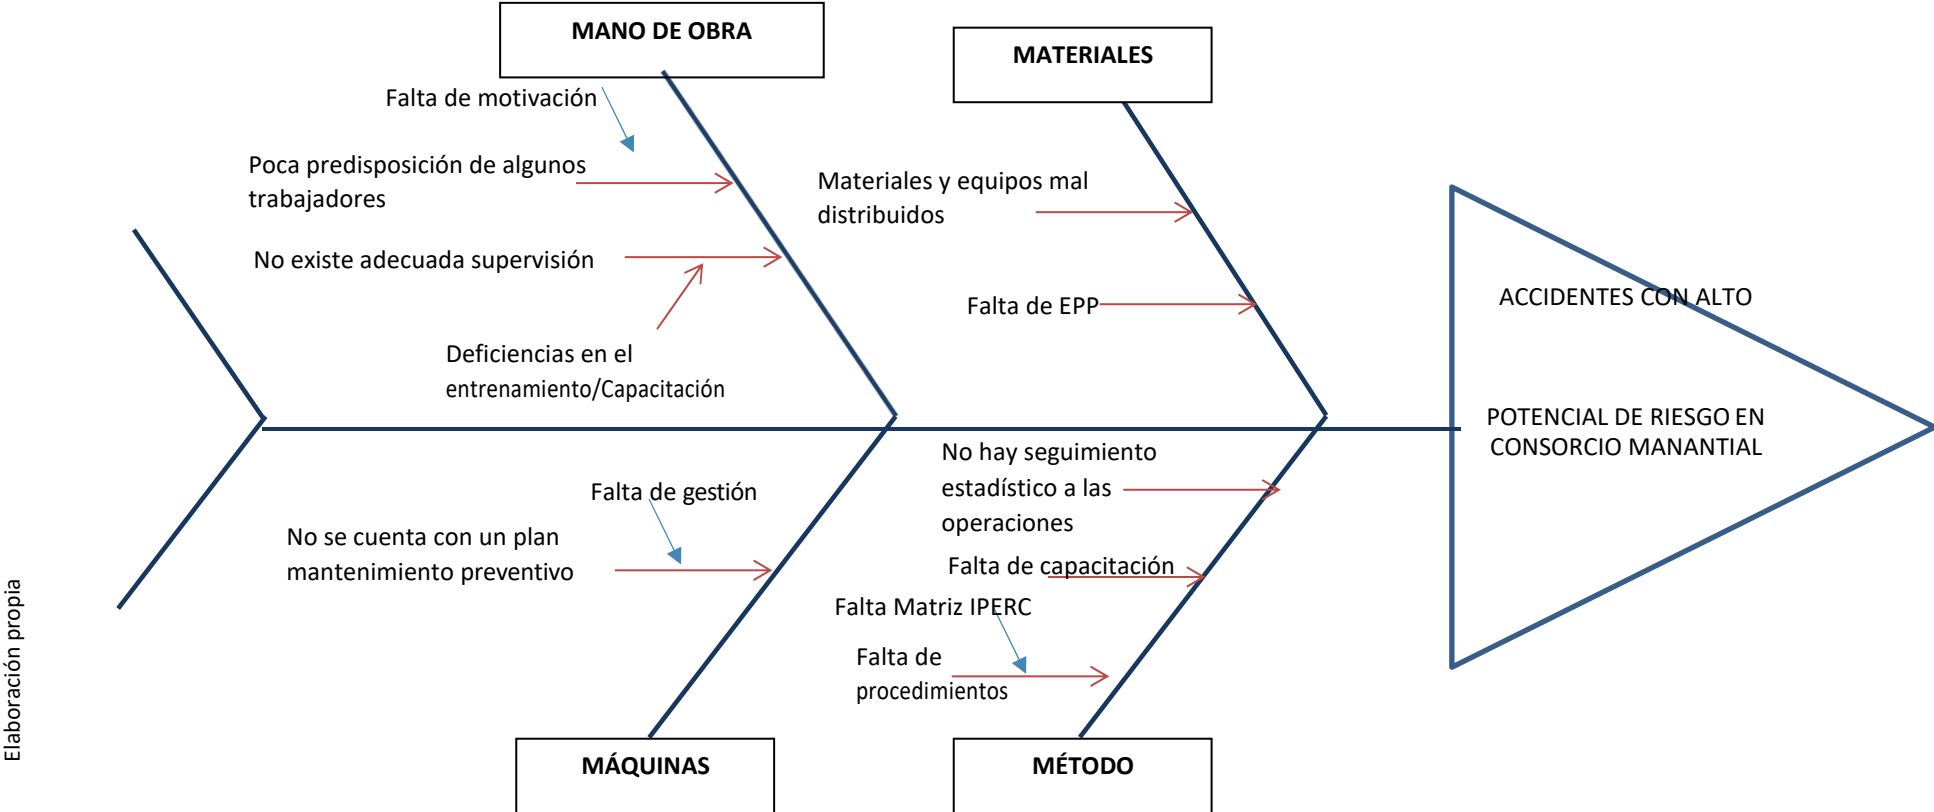 MANO DE OBRA
MATERIALES
Falta de motivación
Poca predisposición de algunos
trabajadores
Materiales y equipos mal
distribuidos
No existe adecuada supervisión
Falta de EPP
Deficiencias en el
entrenamiento/Capacitación
ACCIDENTES CON ALTO
POTENCIAL DE RIESGO EN
CONSORCIO MANANTIAL
Falta de gestión
No se cuenta con un plan
mantenimiento preventivo
No hay seguimiento
estadístico a las
operaciones
Falta de capacitación
Falta Matriz IPERC
Falta de
procedimientos
MÁQUINAS
MÉTODO
Elaboración propia